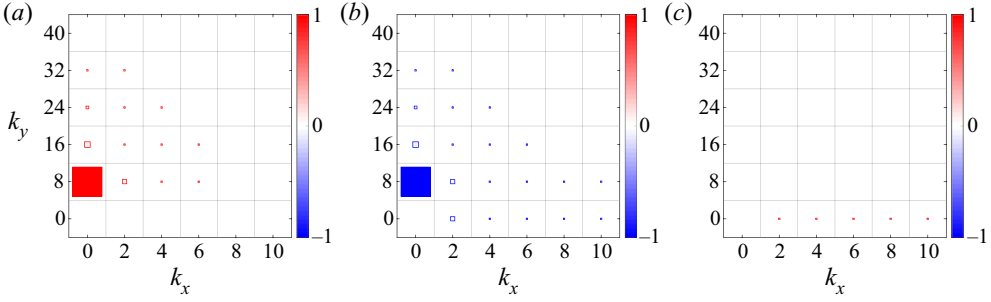 (a) (b) (c)
40 1 40 1 40 1
32 32 32
24 24 24
k_y 16 0 16 0 16 0
8 8 8
0 –1 0 –1 0 –1
0 2 4 6 8 10 0 2 4 6 8 10 0 2 4 6 8 10
k_x k_x k_x